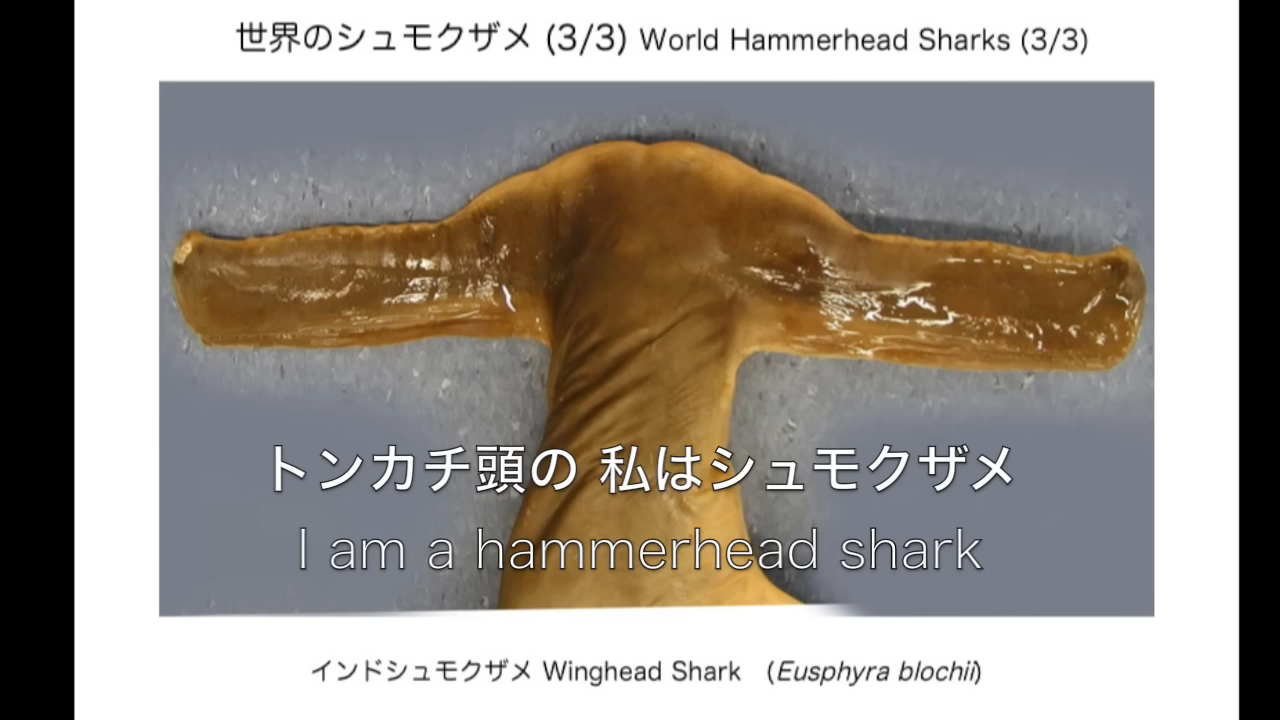 世界のシュモクザメ (3/3) World Hammerhead Sharks (3/3)
トンカチ頭の 私はシュモクザメ
I am a hammerhead shark
インドシュモクザメ Winghead Shark (Eusphyra blochii)